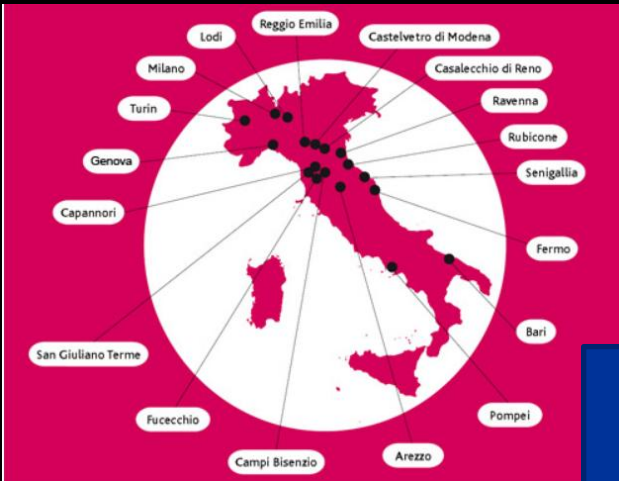 Reggio Emilia
Lodi
Castelvetro di Modena
Milano
Casalecchio di Reno
Turin
Ravenna
Rubicone
Genova
Senigallia
Capannori
Fermo
Bari
San Giuliano Terme
Pompei
Fucecchio
Arezzo
Campi Bisenzio